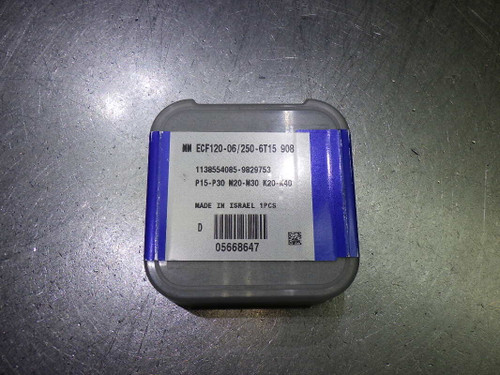 MM ECF120-06/250-6T15 908
1138554085-9829753
P15-P30 M20-M30 K20-K40
MADE IN ISRAEL 1PCS
D
05668647